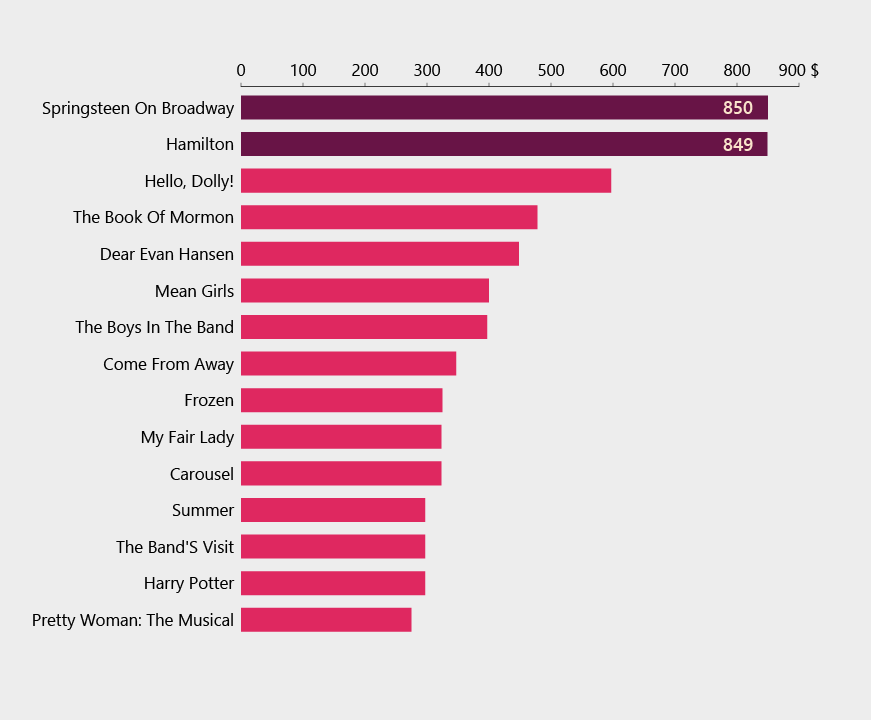 0 100 200 300 400 500 600 700 800 900 $
Springsteen On Broadway 850
Hamilton 849
Hello, Dolly!
The Book Of Mormon
Dear Evan Hansen
Mean Girls
The Boys In The Band
Come From Away
Frozen
My Fair Lady
Carousel
Summer
The Band'S Visit
Harry Potter
Pretty Woman: The Musical